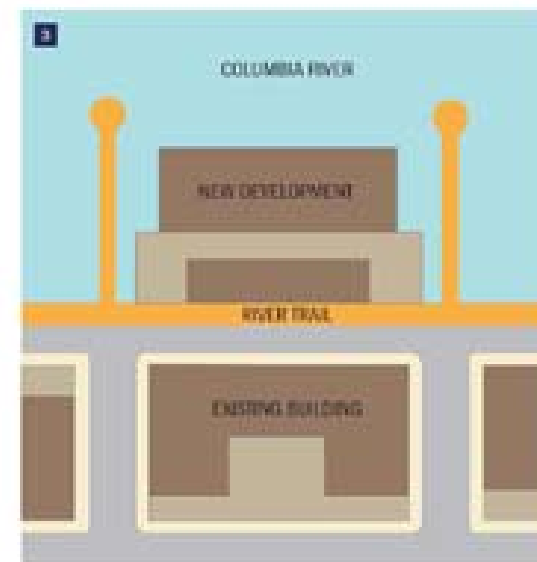 3
COLUMBIA RIVER
NEW DEVELOPMENT
RIVER TRAIL
EXISTING BUILDING